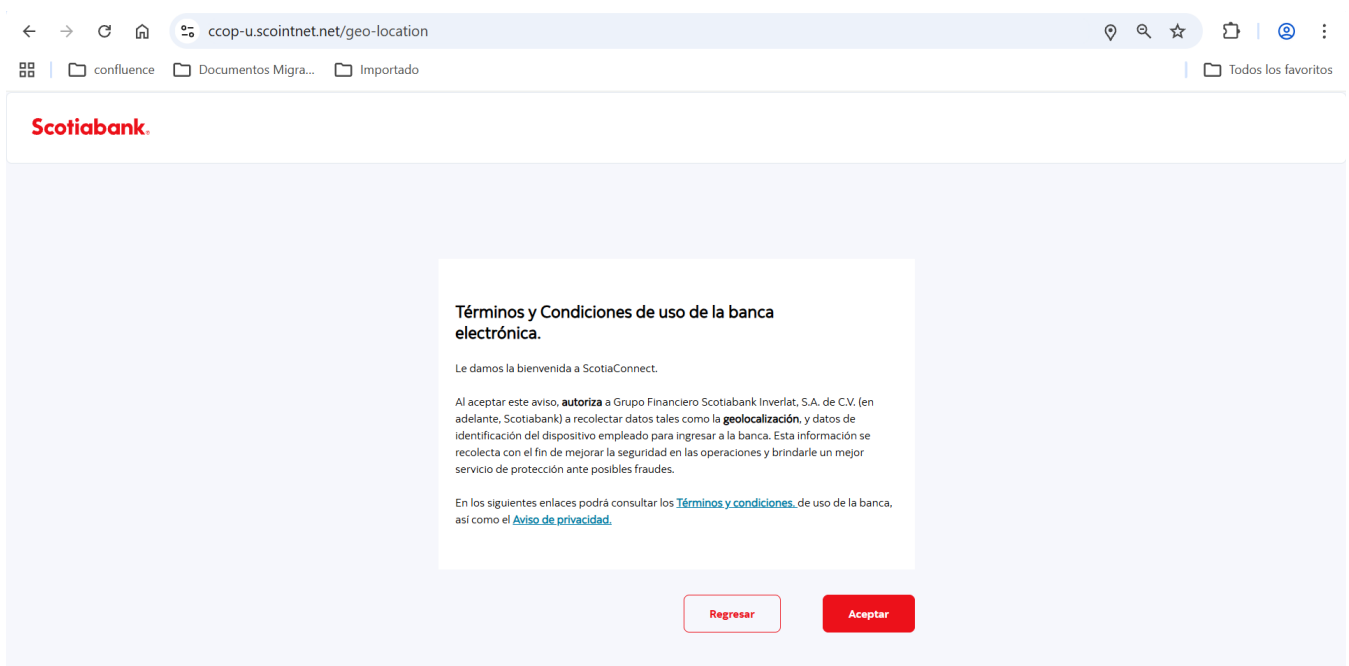 ccop-u.scointnet.net/geo-location
confluence Documentos Migra... Importado Todos los favoritos
Scotiabank.
Términos y Condiciones de uso de la banca
electrónica.
Le damos la bienvenida a ScotiaConnect.
Al aceptar este aviso, autoriza a Grupo Financiero Scotiabank Inverlat, S.A. de C.V. (en
adelante, Scotiabank) a recolectar datos tales como la geolocalización, y datos de
identificación del dispositivo empleado para ingresar a la banca. Esta información se
recolecta con el fin de mejorar la seguridad en las operaciones y brindarle un mejor
servicio de protección ante posibles fraudes.
En los siguientes enlaces podrá consultar los Términos y condiciones. de uso de la banca,
así como el Aviso de privacidad.
Regresar Aceptar